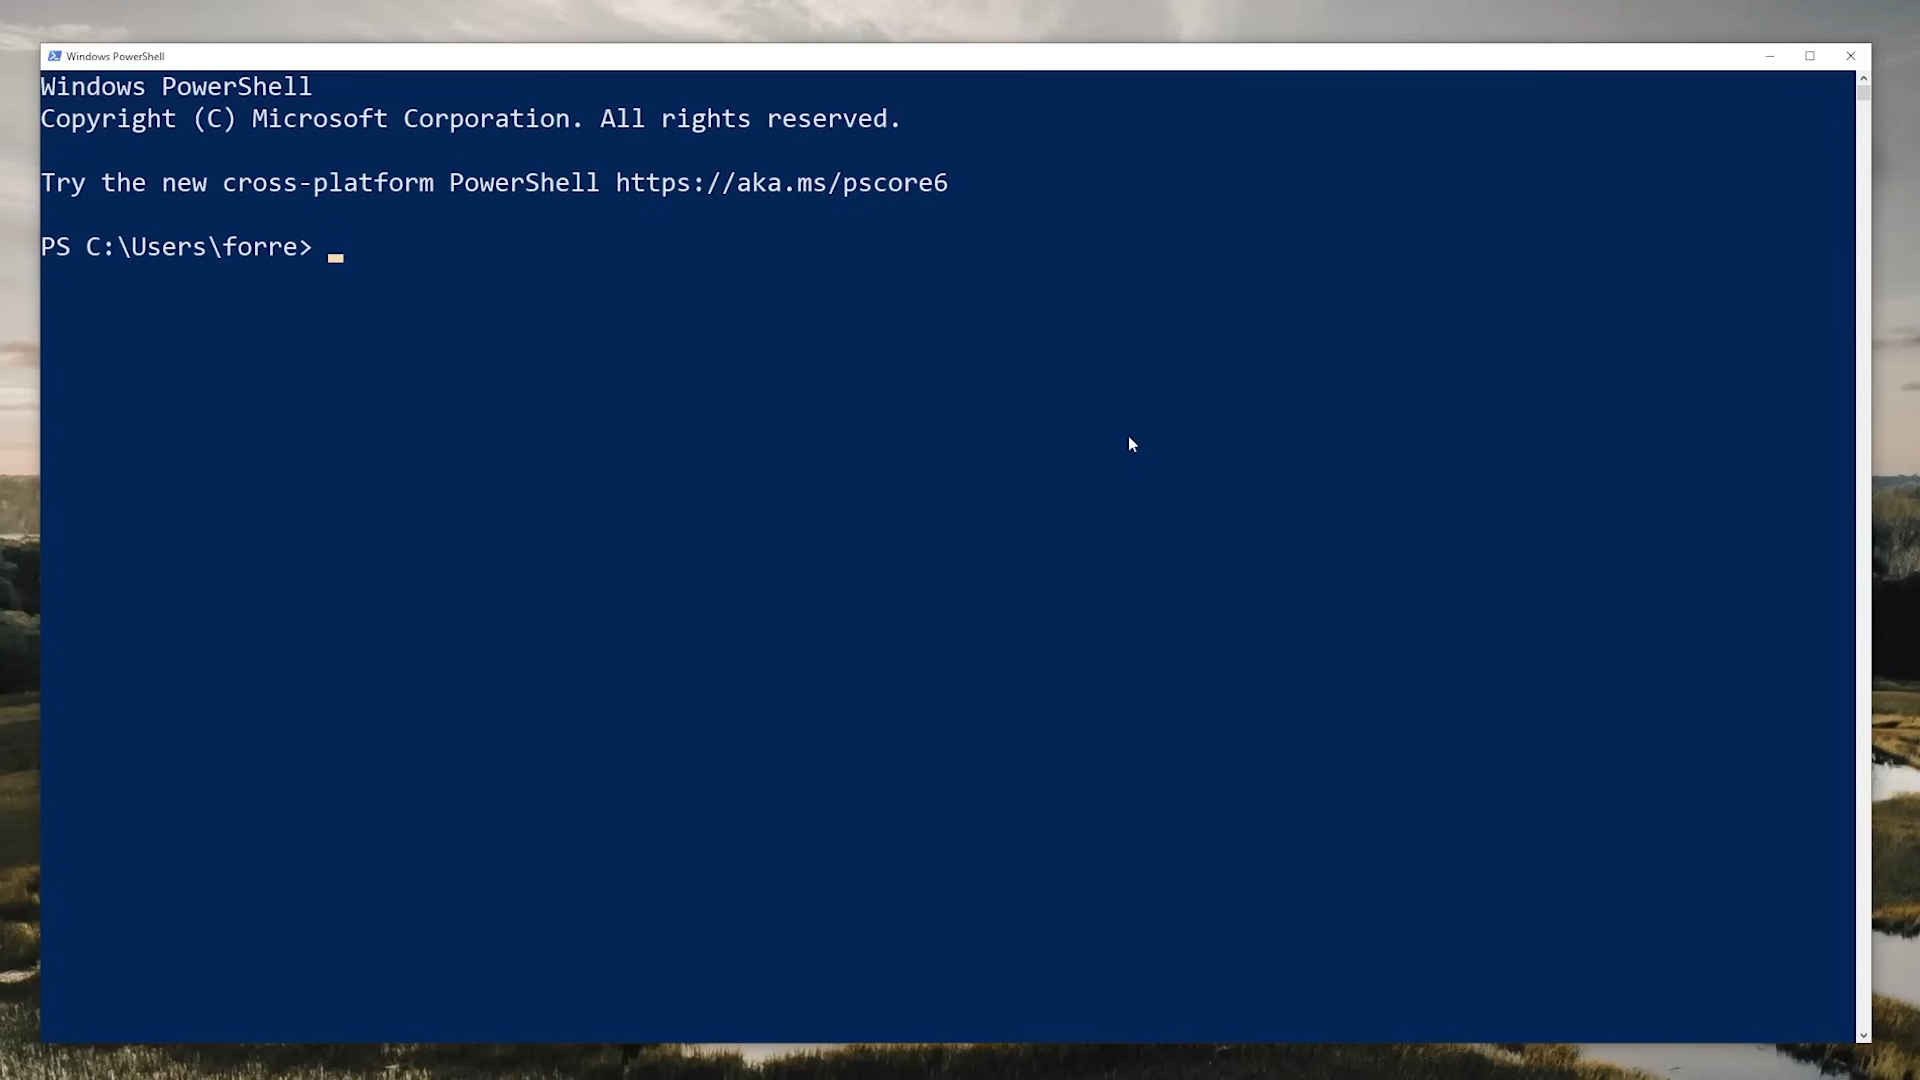 Windows PowerShell
Windows PowerShell
Copyright (C) Microsoft Corporation. All rights reserved.
Try the new cross-platform PowerShell https://aka.ms/pscore6
PS C:\Users\forre>